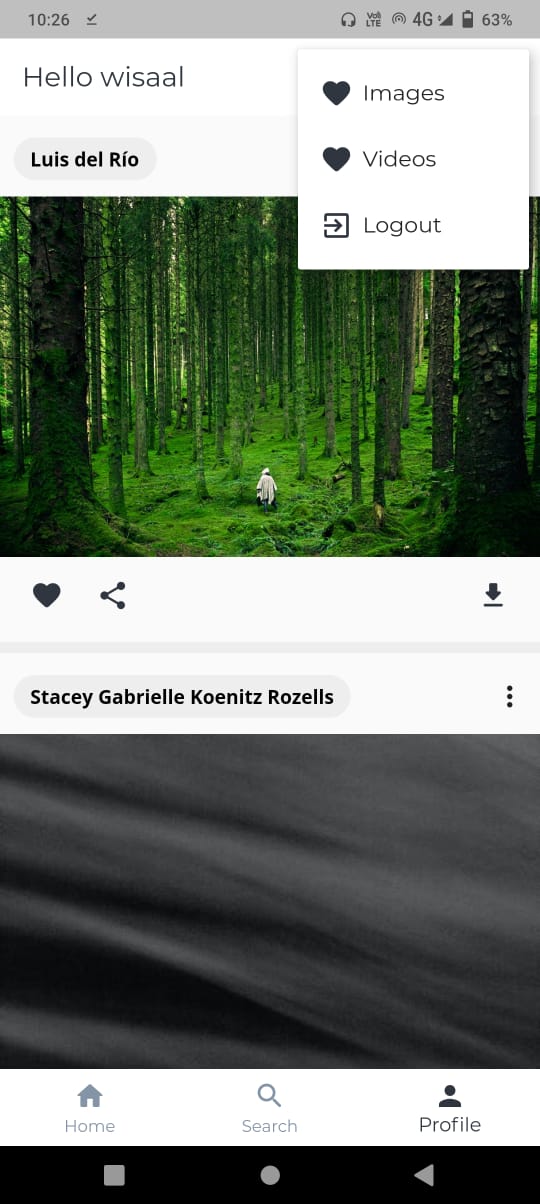 10:26
Vo)
LTE
4G
63%
Hello wisaal
Images
Videos
Logout
Luis del Río
Stacey Gabrielle Koenitz Rozells
Home
Search
Profile